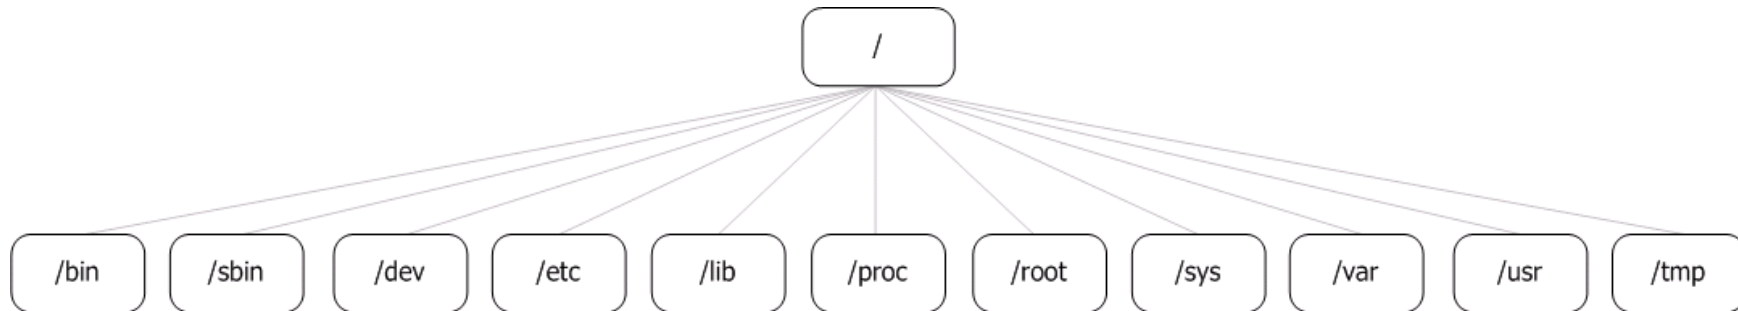 /
/bin /sbin /dev /etc /lib /proc /root /sys /var /usr /tmp